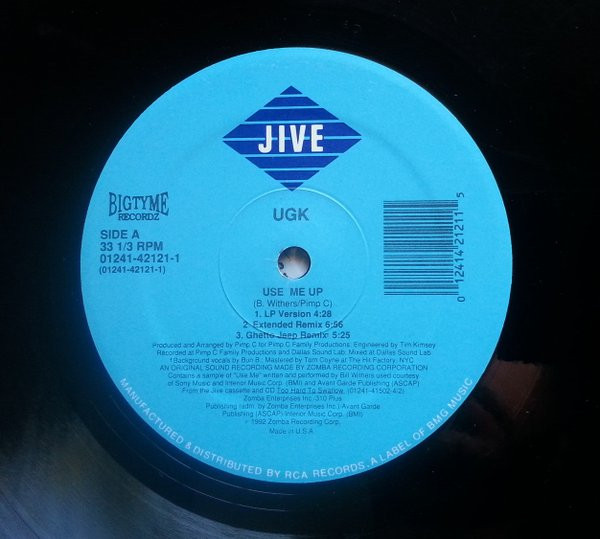 JIVE
BIGTYME
RECORDZ
UGK
SIDE A
33 1/3 RPM
01241-42121-1
(01241-42121-1)
0 12414 21211 5
USE ME UP
(B. Withers/Pimp C)
1. LP Version 4:28
2. Extended Remix 6:56
3. Ghetto Jeep Remix 5:25
Produced and Arranged by Pimp C for Pimp C Family Productions. Engineered by Tim Kimsey
Recorded at Pimp C Family Productions and Dallas Sound Lab. Mixed at Dallas Sound Lab
Background vocals by Bun B. Mastered by Tom Coyne at The Hit Factory, NYC
AN ORIGINAL SOUND RECORDING MADE BY ZOMBA RECORDING CORPORATION
Contains a sample of "Use Me" written and performed by Bill Withers used courtesy
of Sony Music and Interior Music Corp. (BMI) and Avant Garde Publishing (ASCAP)
From the Jive cassette and CD Too Hard To Swallow. (01241-41502-4/2)
Zomba Enterprises Inc./310 Plus
Publishing (adm. by Zomba Enterprises Inc.)/Avant Garde
Publishing (ASCAP)/Interior Music Corp. (BMI)
℗ 1992 Zomba Recording Corp.
Made in U.S.A.
MANUFACTURED & DISTRIBUTED BY RCA RECORDS. A LABEL OF BMG MUSIC